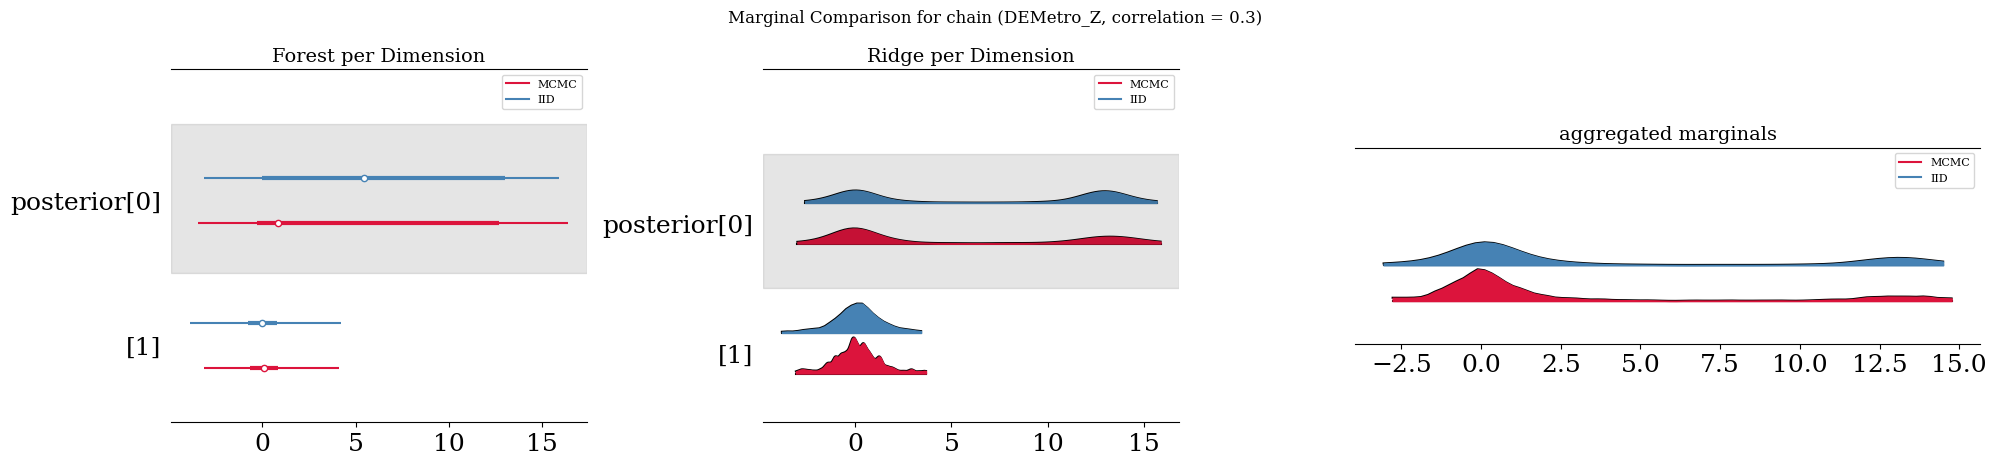 Marginal Comparison for chain (DEMetro_Z, correlation = 0.3)
Forest per Dimension
MCMC
IID
posterior[0]
[1]
0 5 10 15
Ridge per Dimension
MCMC
IID
posterior[0]
[1]
0 5 10 15
aggregated marginals
MCMC
IID
−2.5 0.0 2.5 5.0 7.5 10.0 12.5 15.0